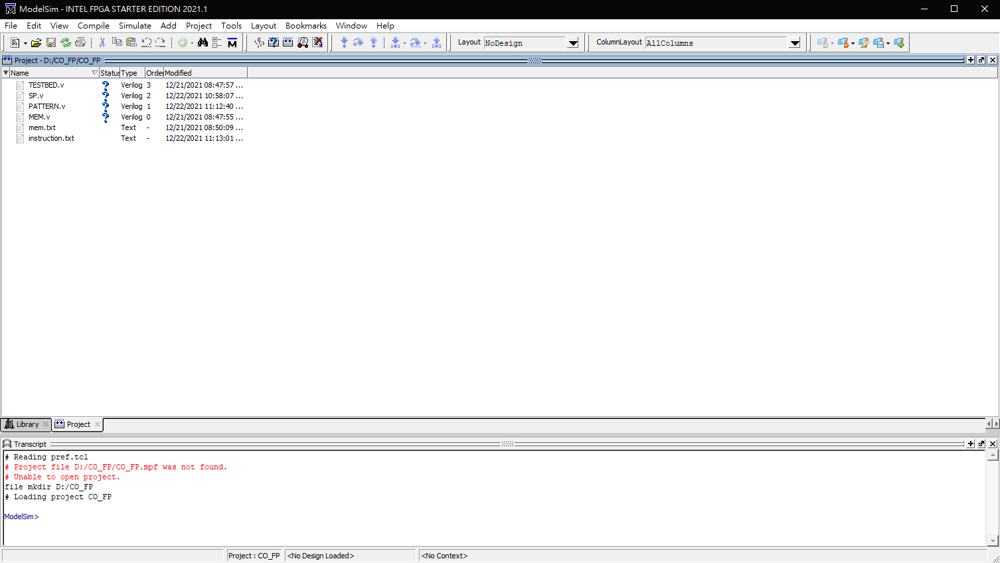 ModelSim - INTEL FPGA STARTER EDITION 2021.1
File Edit View Compile Simulate Add Project Tools Layout Bookmarks Window Help
Layout NoDesign ColumnLayout AllColumns
Project - D:/CO_FP/CO_FP
Name Status Type Order Modified
TESTBED.v Verilog 3 12/21/2021 08:47:57 ...
SP.v Verilog 2 12/22/2021 10:58:07 ...
PATTERN.v Verilog 1 12/22/2021 11:12:40 ...
MEM.v Verilog 0 12/21/2021 08:47:55 ...
mem.txt Text - 12/21/2021 08:50:09 ...
instruction.txt Text - 12/22/2021 11:13:01 ...
Library Project
Transcript
# Reading pref.tcl
# Project file D:/CO_FP/CO_FP.mpf was not found.
# Unable to open project.
file mkdir D:/CO_FP
# Loading project CO_FP
ModelSim>
Project : CO_FP <No Design Loaded> <No Context>